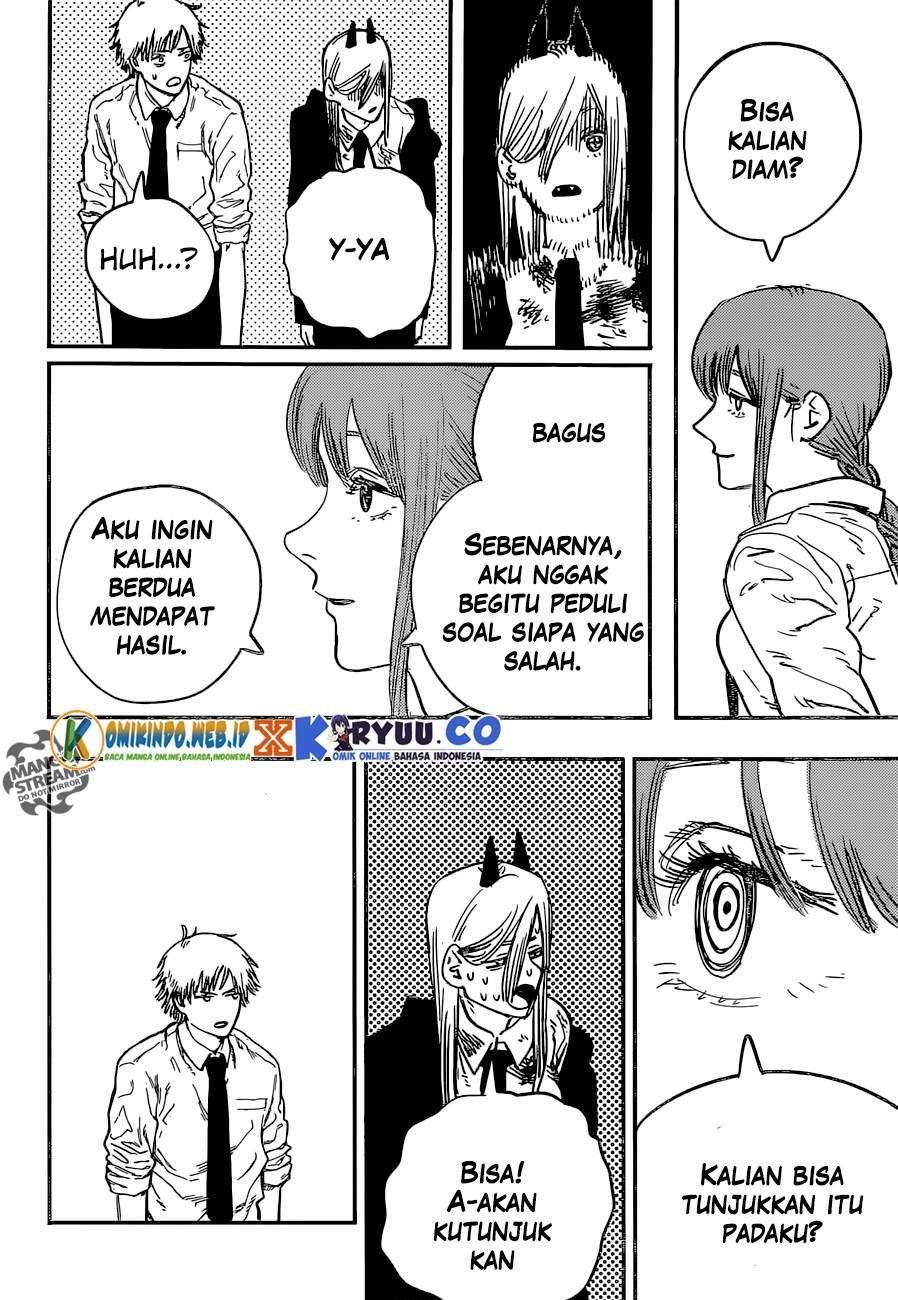 BISA
KALIAN
DIAM?
Y-YA
HUH...?
BAGUS
SEBENARNYA,
AKU NGGAK
BEGITU PEDULI
SOAL SIAPA YANG
SALAH.
AKU INGIN
KALIAN
BERDUA
MENDAPAT
HASIL.
KOMIKINDO.WEB.ID X KIRYUU.CO
BACA MANGA ONLINE,BAHASA,INDONESIA
KOMIK ONLINE BAHASA INDONESIA
MANGA
STREAM.COM
DO NOT MIRROR
KALIAN BISA
TUNJUKKAN ITU
PADAKU?
BISA!
A-AKAN
KUTUNJUK
KAN